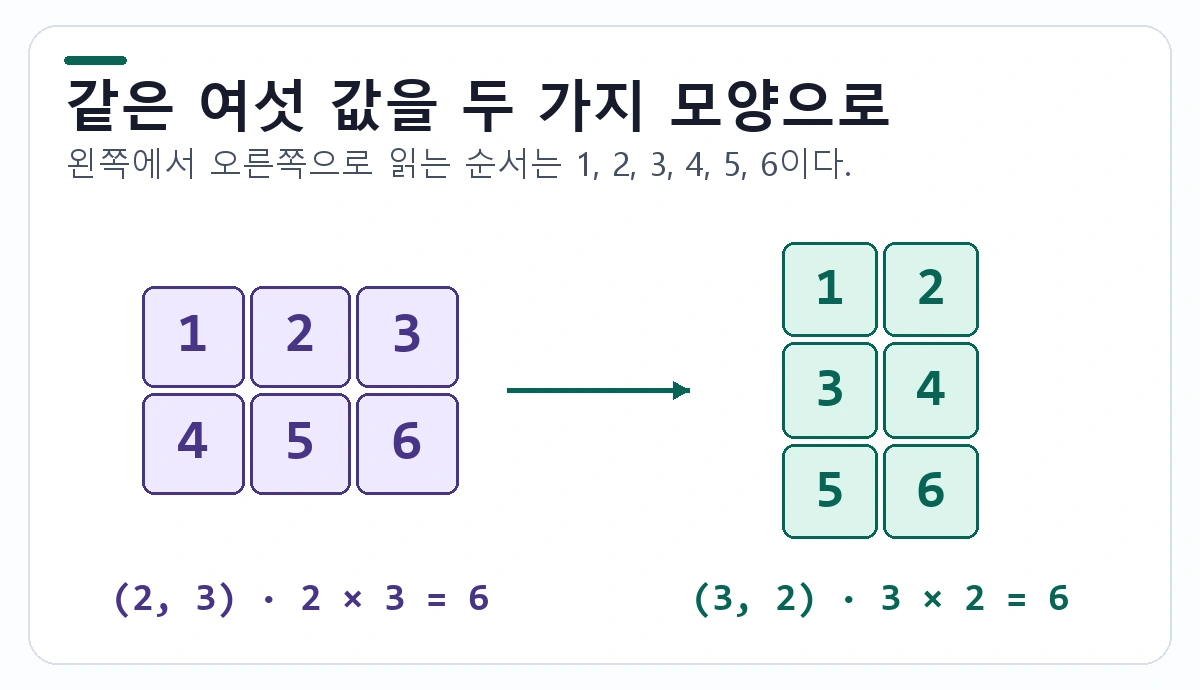 같은 여섯 값을 두 가지 모양으로
왼쪽에서 오른쪽으로 읽는 순서는 1, 2, 3, 4, 5, 6이다.
1 2 3
4 5 6
(2, 3) · 2 × 3 = 6
1 2
3 4
5 6
(3, 2) · 3 × 2 = 6